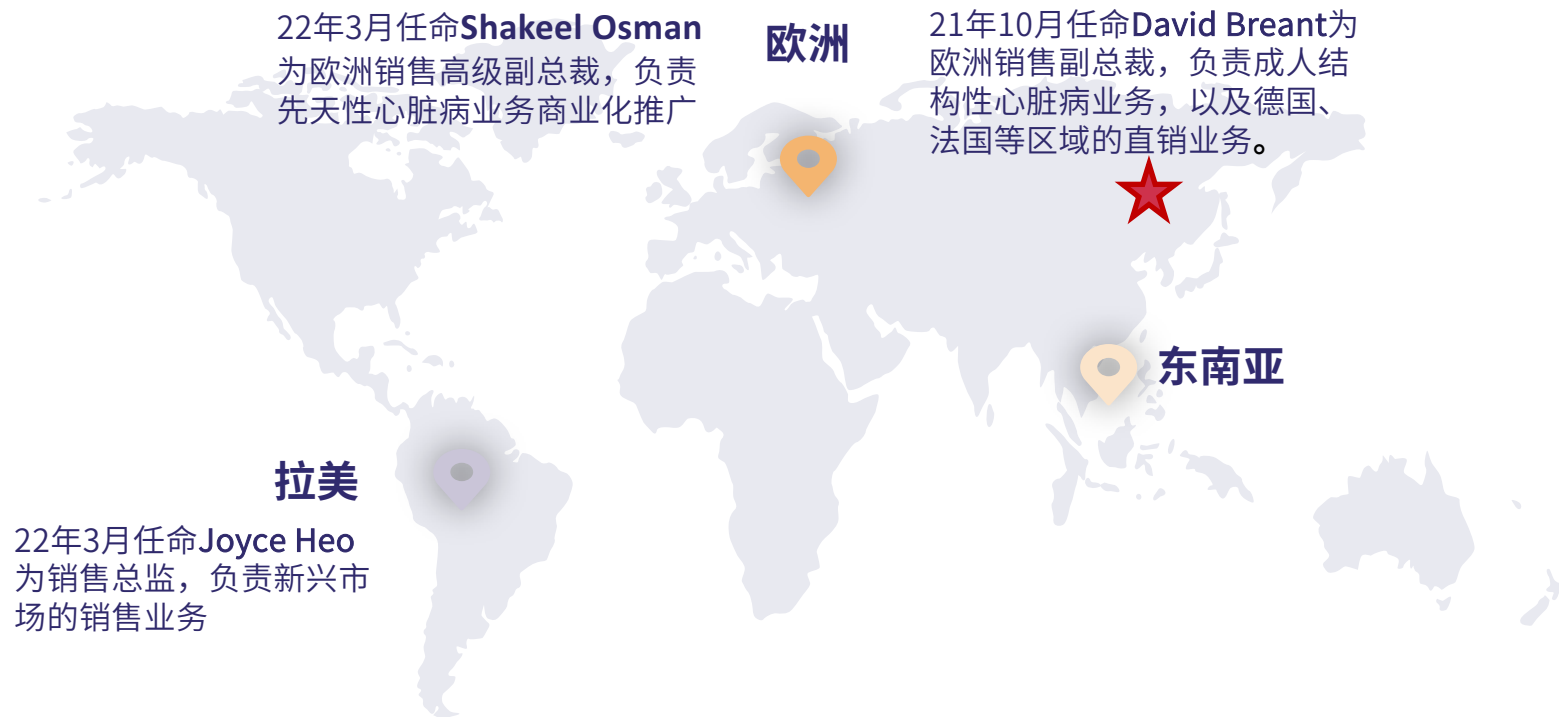 22年3月任命Shakeel Osman
为欧洲销售高级副总裁，负责
先天性心脏病业务商业化推广
欧洲
21年10月任命David Breant为
欧洲销售副总裁，负责成人结
构性心脏病业务，以及德国、
法国等区域的直销业务。
东南亚
拉美
22年3月任命Joyce Heo
为销售总监，负责新兴市
场的销售业务